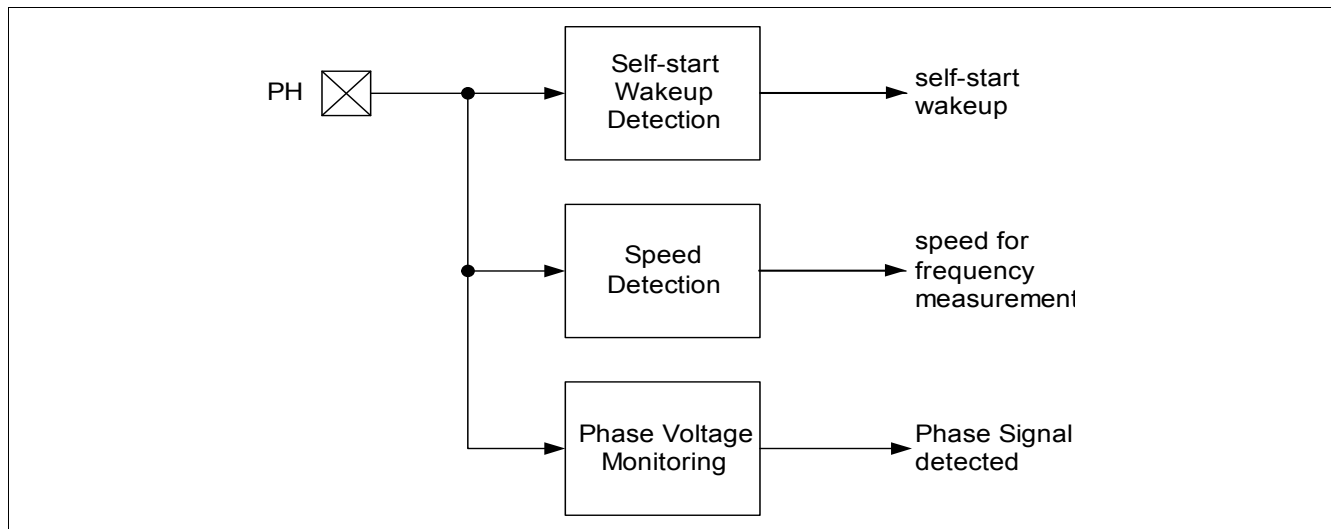 PH
Self-start
Wakeup
Detection
self-start
wakeup
Speed
Detection
speed for
frequency
measurement
Phase Voltage
Monitoring
Phase Signal
detected